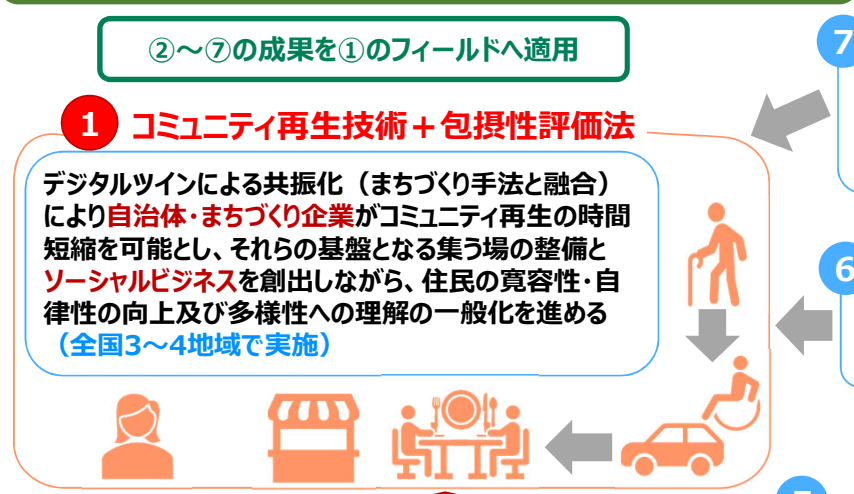 ②～⑦の成果を①のフィールドへ適用
7
1 コミュニティ再生技術＋包摂性評価法
デジタルツインによる共振化（まちづくり手法と融合）
により自治体・まちづくり企業がコミュニティ再生の時間
短縮を可能とし、それらの基盤となる集う場の整備と
ソーシャルビジネスを創出しながら、住民の寛容性・自
律性の向上及び多様性への理解の一般化を進める
（全国3～4地域で実施）
6